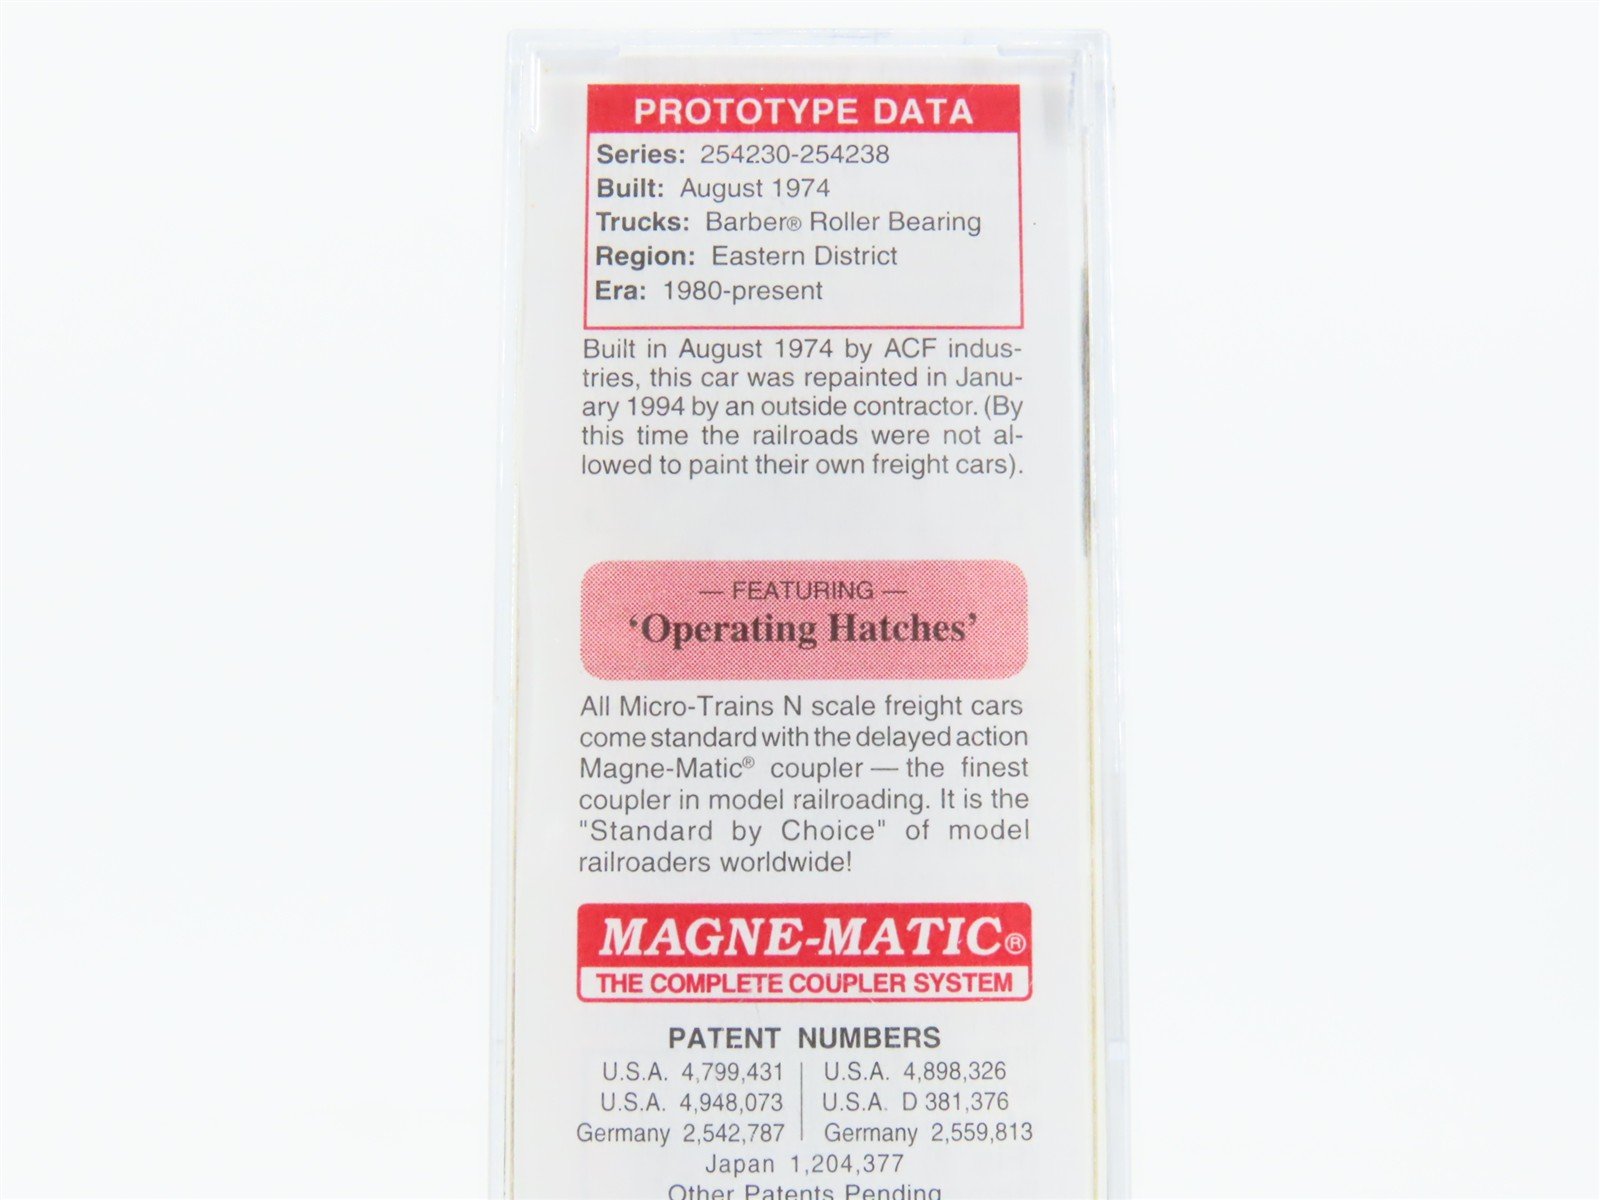 PROTOTYPE DATA
Series: 254230-254238
Built: August 1974
Trucks: Barber® Roller Bearing
Region: Eastern District
Era: 1980-present
Built in August 1974 by ACF indus-
tries, this car was repainted in Janu-
ary 1994 by an outside contractor. (By
this time the railroads were not al-
lowed to paint their own freight cars).
— FEATURING —
‘Operating Hatches’
All Micro-Trains N scale freight cars
come standard with the delayed action
Magne-Matic® coupler — the finest
coupler in model railroading. It is the
"Standard by Choice" of model
railroaders worldwide!
MAGNE-MATIC®
THE COMPLETE COUPLER SYSTEM
PATENT NUMBERS
U.S.A. 4,799,431 | U.S.A. 4,898,326
U.S.A. 4,948,073 | U.S.A. D 381,376
Germany 2,542,787 | Germany 2,559,813
Japan 1,204,377
Other Patents Pending